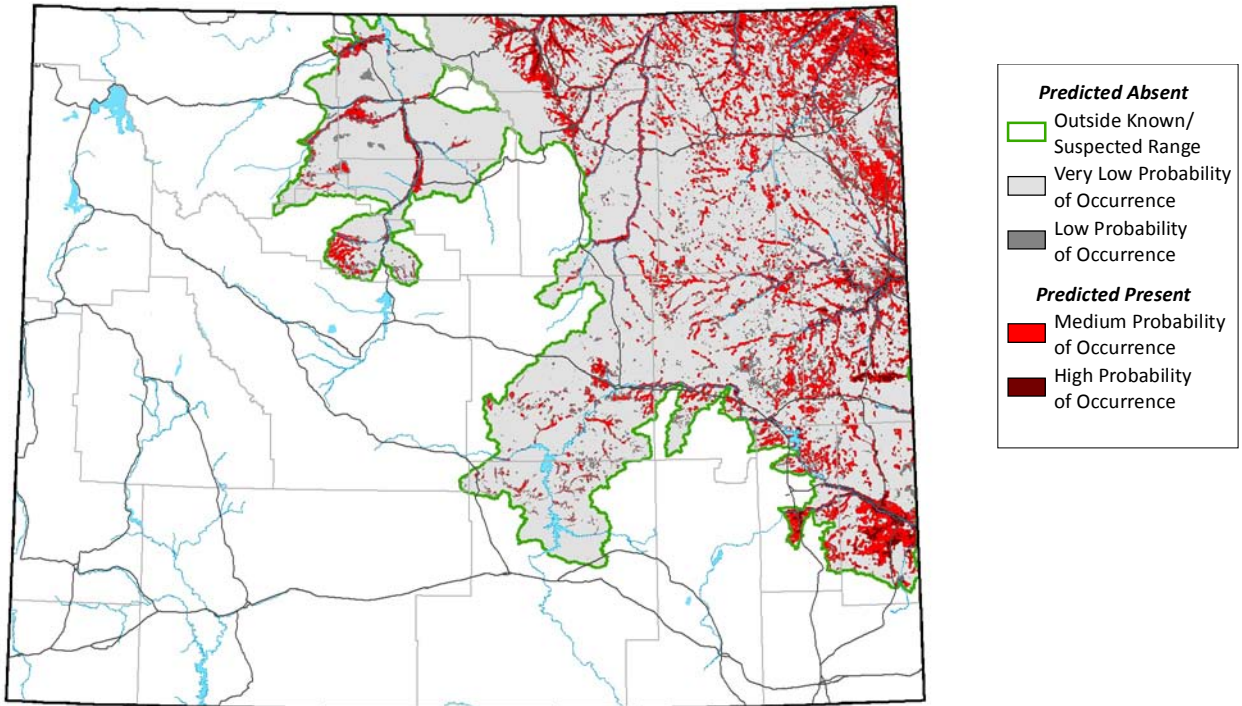 Predicted Absent
Outside Known/
Suspected Range
Very Low Probability
of Occurrence
Low Probability
of Occurrence
Predicted Present
Medium Probability
of Occurrence
High Probability
of Occurrence